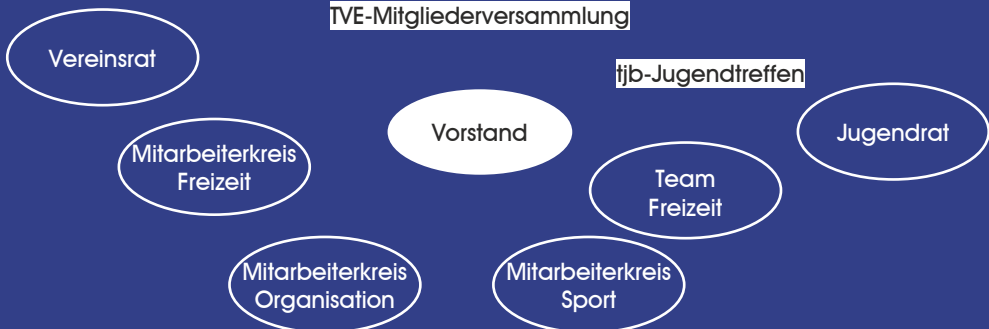 TVE-Mitgliederversammlung
Vereinsrat
tjb-Jugendtreffen
Vorstand
Jugendrat
Mitarbeiterkreis
Freizeit
Team
Freizeit
Mitarbeiterkreis
Organisation
Mitarbeiterkreis
Sport